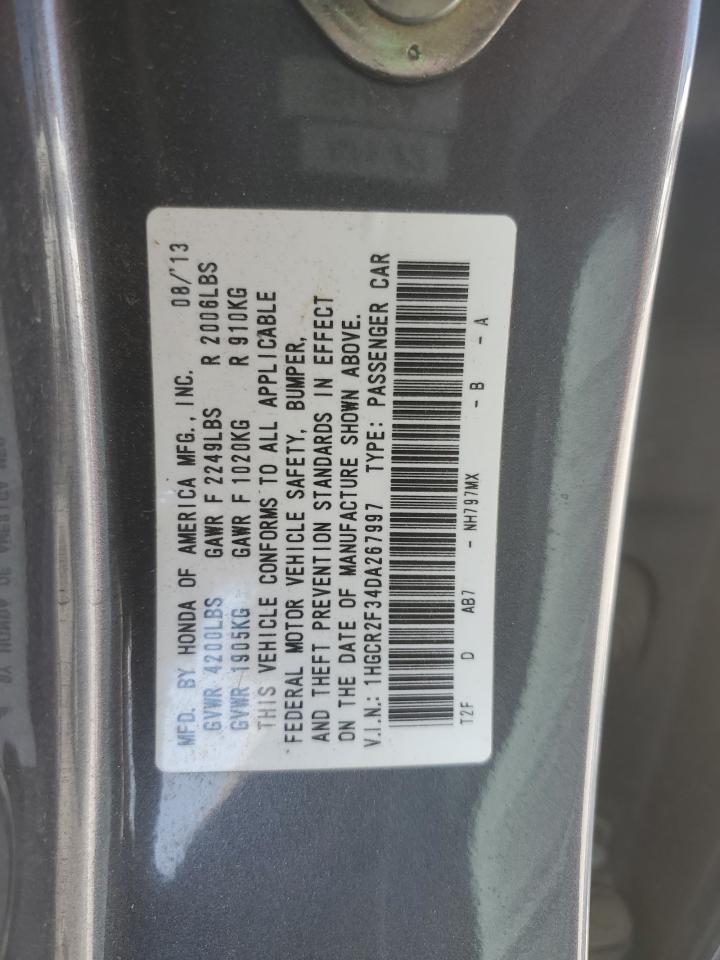 MFD. BY HONDA OF AMERICA MFG., INC. 08/'13
GVWR 4200LBS GAWR F 2249LBS R 2006LBS
GVWR 1905KG GAWR F 1020KG R 910KG
THIS VEHICLE CONFORMS TO ALL APPLICABLE
FEDERAL MOTOR VEHICLE SAFETY, BUMPER,
AND THEFT PREVENTION STANDARDS IN EFFECT
ON THE DATE OF MANUFACTURE SHOWN ABOVE.
V.I.N.: 1HGCR2F34DA267997 TYPE: PASSENGER CAR
T2F D AB7 - NH797MX - B - A